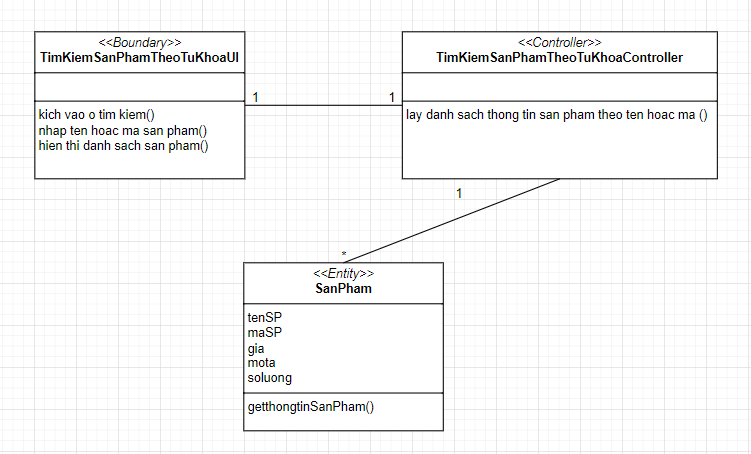 <<Boundary>>
TimKiemSanPhamTheoTuKhoaUI
kich vao o tim kiem()
nhap ten hoac ma san pham()
hien thi danh sach san pham()
1
1
<<Controller>>
TimKiemSanPhamTheoTuKhoaController
lay danh sach thong tin san pham theo ten hoac ma ()
1
*
<<Entity>>
SanPham
tenSP
maSP
gia
mota
soluong
getthongtinSanPham()